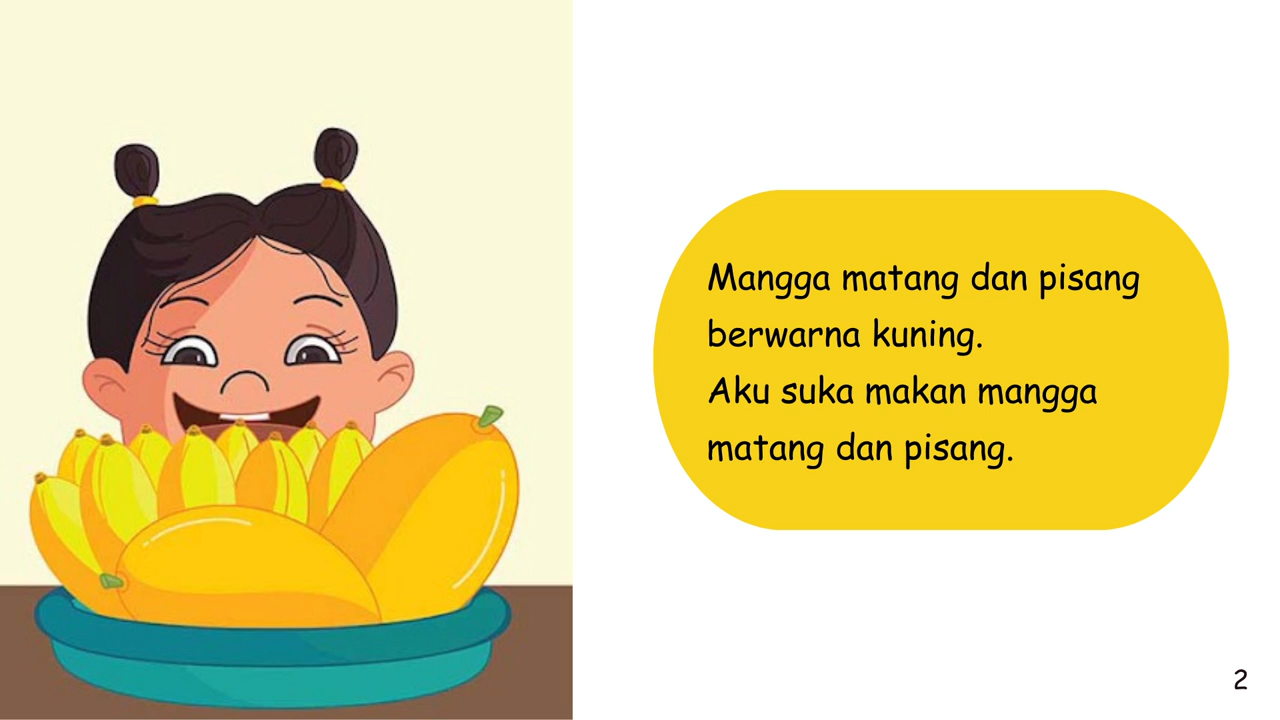 Mangga matang dan pisang
berwarna kuning.
Aku suka makan mangga
matang dan pisang.
2